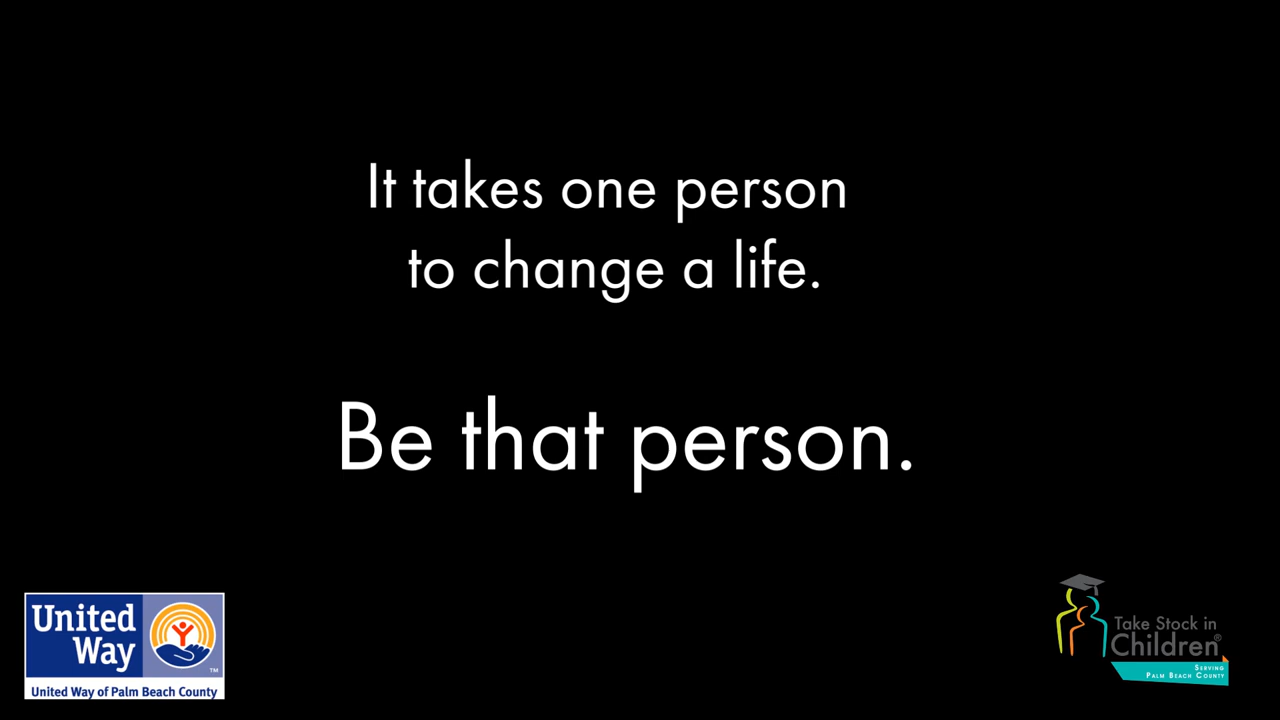 It takes one person
to change a life.
Be that person.
United
Way
TM
United Way of Palm Beach County
Take Stock in
Children®
SERVING
PALM BEACH COUNTY